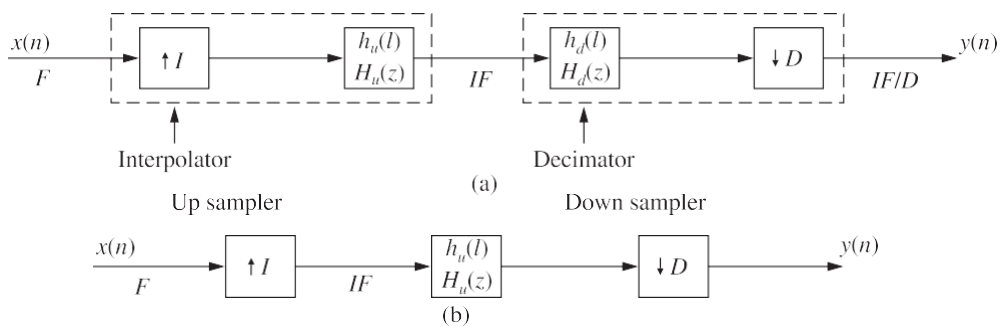 x(n)
F
↑I
h_u(l)
H_u(z)
IF
h_d(l)
H_d(z)
↓D
y(n)
IF/D
Interpolator
Decimator
(a)
Up sampler
Down sampler
x(n)
F
↑I
IF
h_u(l)
H_u(z)
↓D
y(n)
(b)